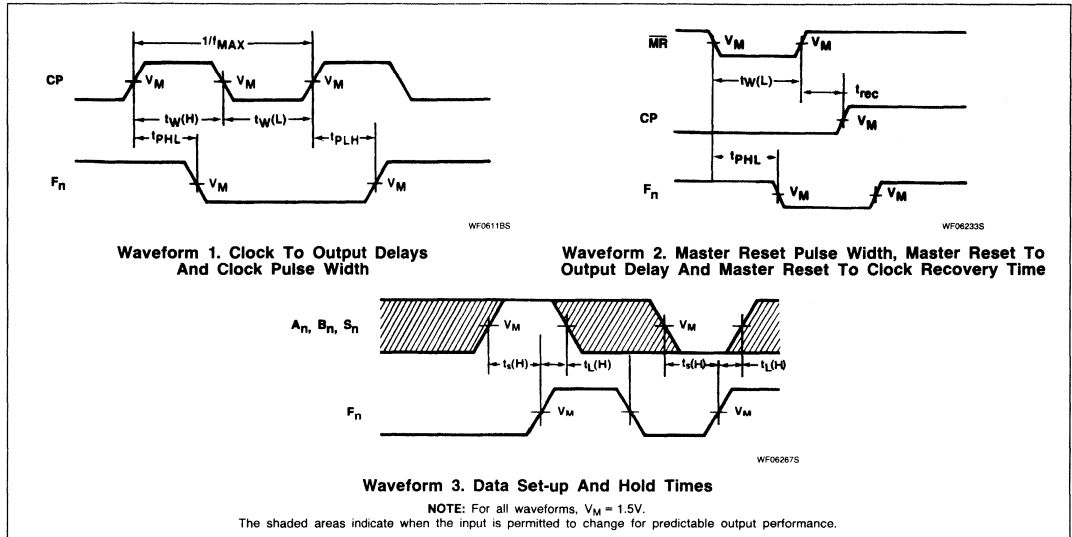 1/fMAX
CP
VM VM VM
tW(H) tW(L)
tPHL tPLH
Fn
VM VM
WF0611BS
Waveform 1. Clock To Output Delays
And Clock Pulse Width
MR
VM VM
tW(L) trec
CP
VM
tPHL
Fn
VM VM
WF06233S
Waveform 2. Master Reset Pulse Width, Master Reset To
Output Delay And Master Reset To Clock Recovery Time
An, Bn, Sn
VM VM
ts(H) tL(H) ts(H) tL(H)
Fn
VM VM
WF06267S
Waveform 3. Data Set-up And Hold Times
NOTE: For all waveforms, VM = 1.5V.
The shaded areas indicate when the input is permitted to change for predictable output performance.